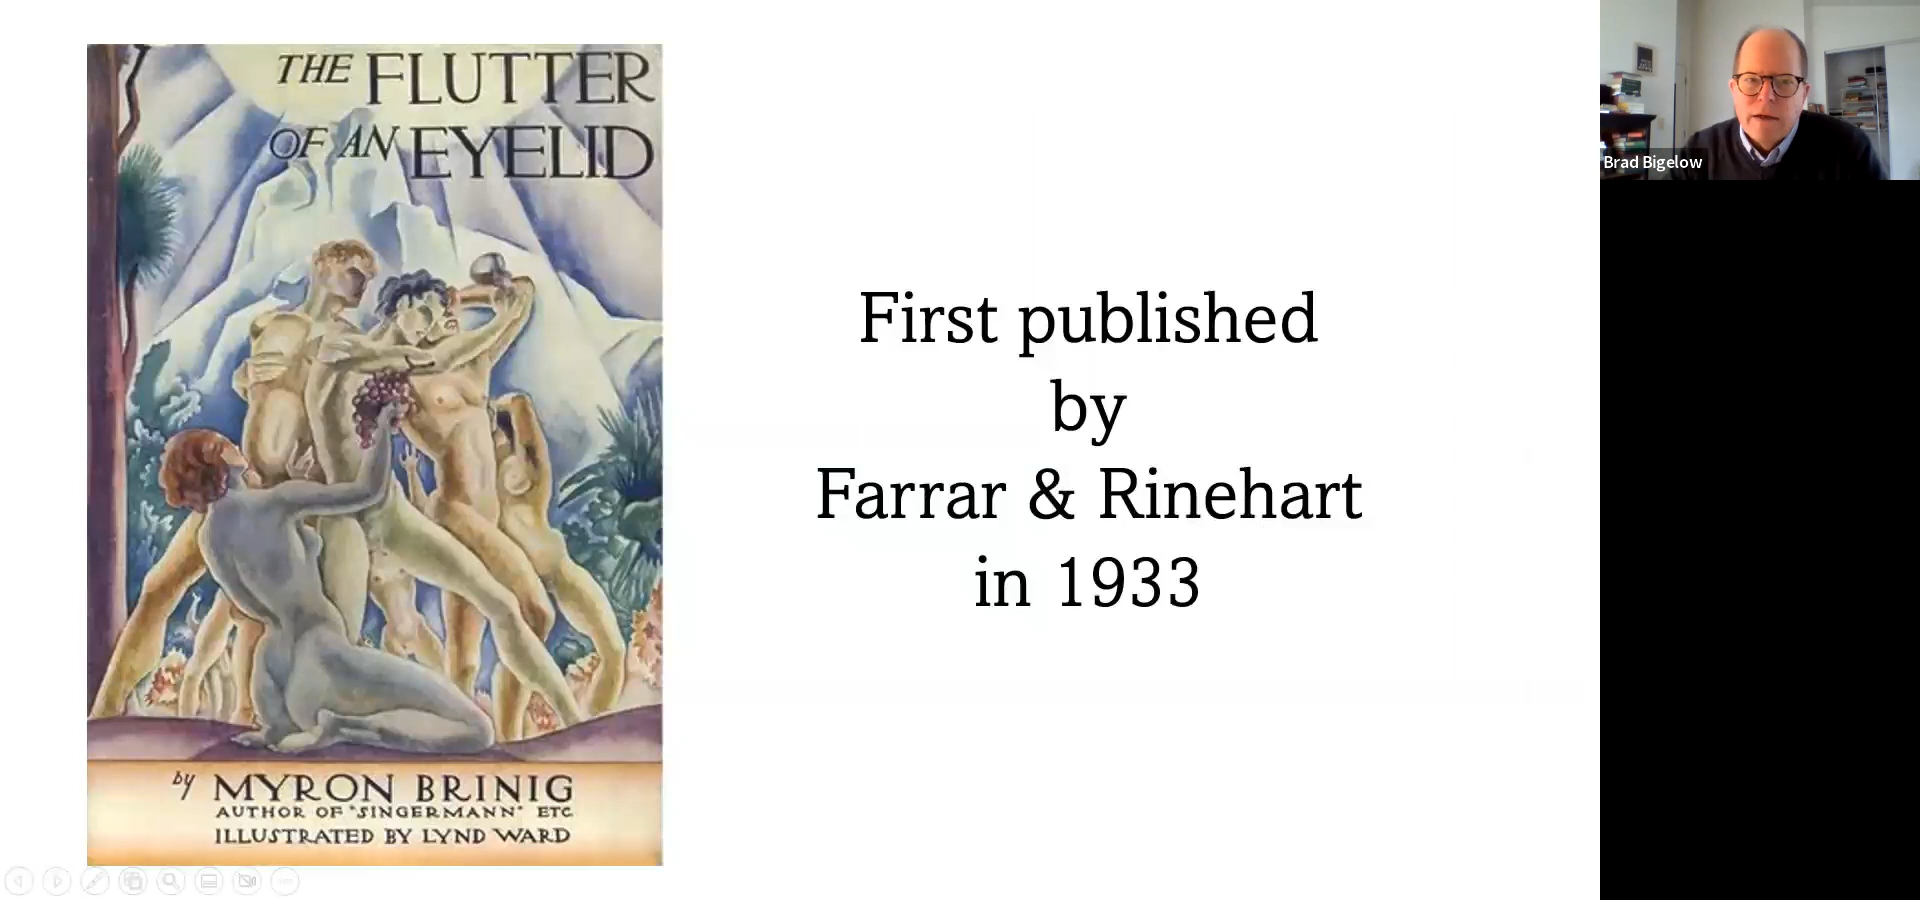 THE FLUTTER
OF AN EYELID
by MYRON BRINIG
AUTHOR OF "SINGERMANN" ETC
ILLUSTRATED BY LYND WARD
First published
by
Farrar & Rinehart
in 1933
Brad Bigelow